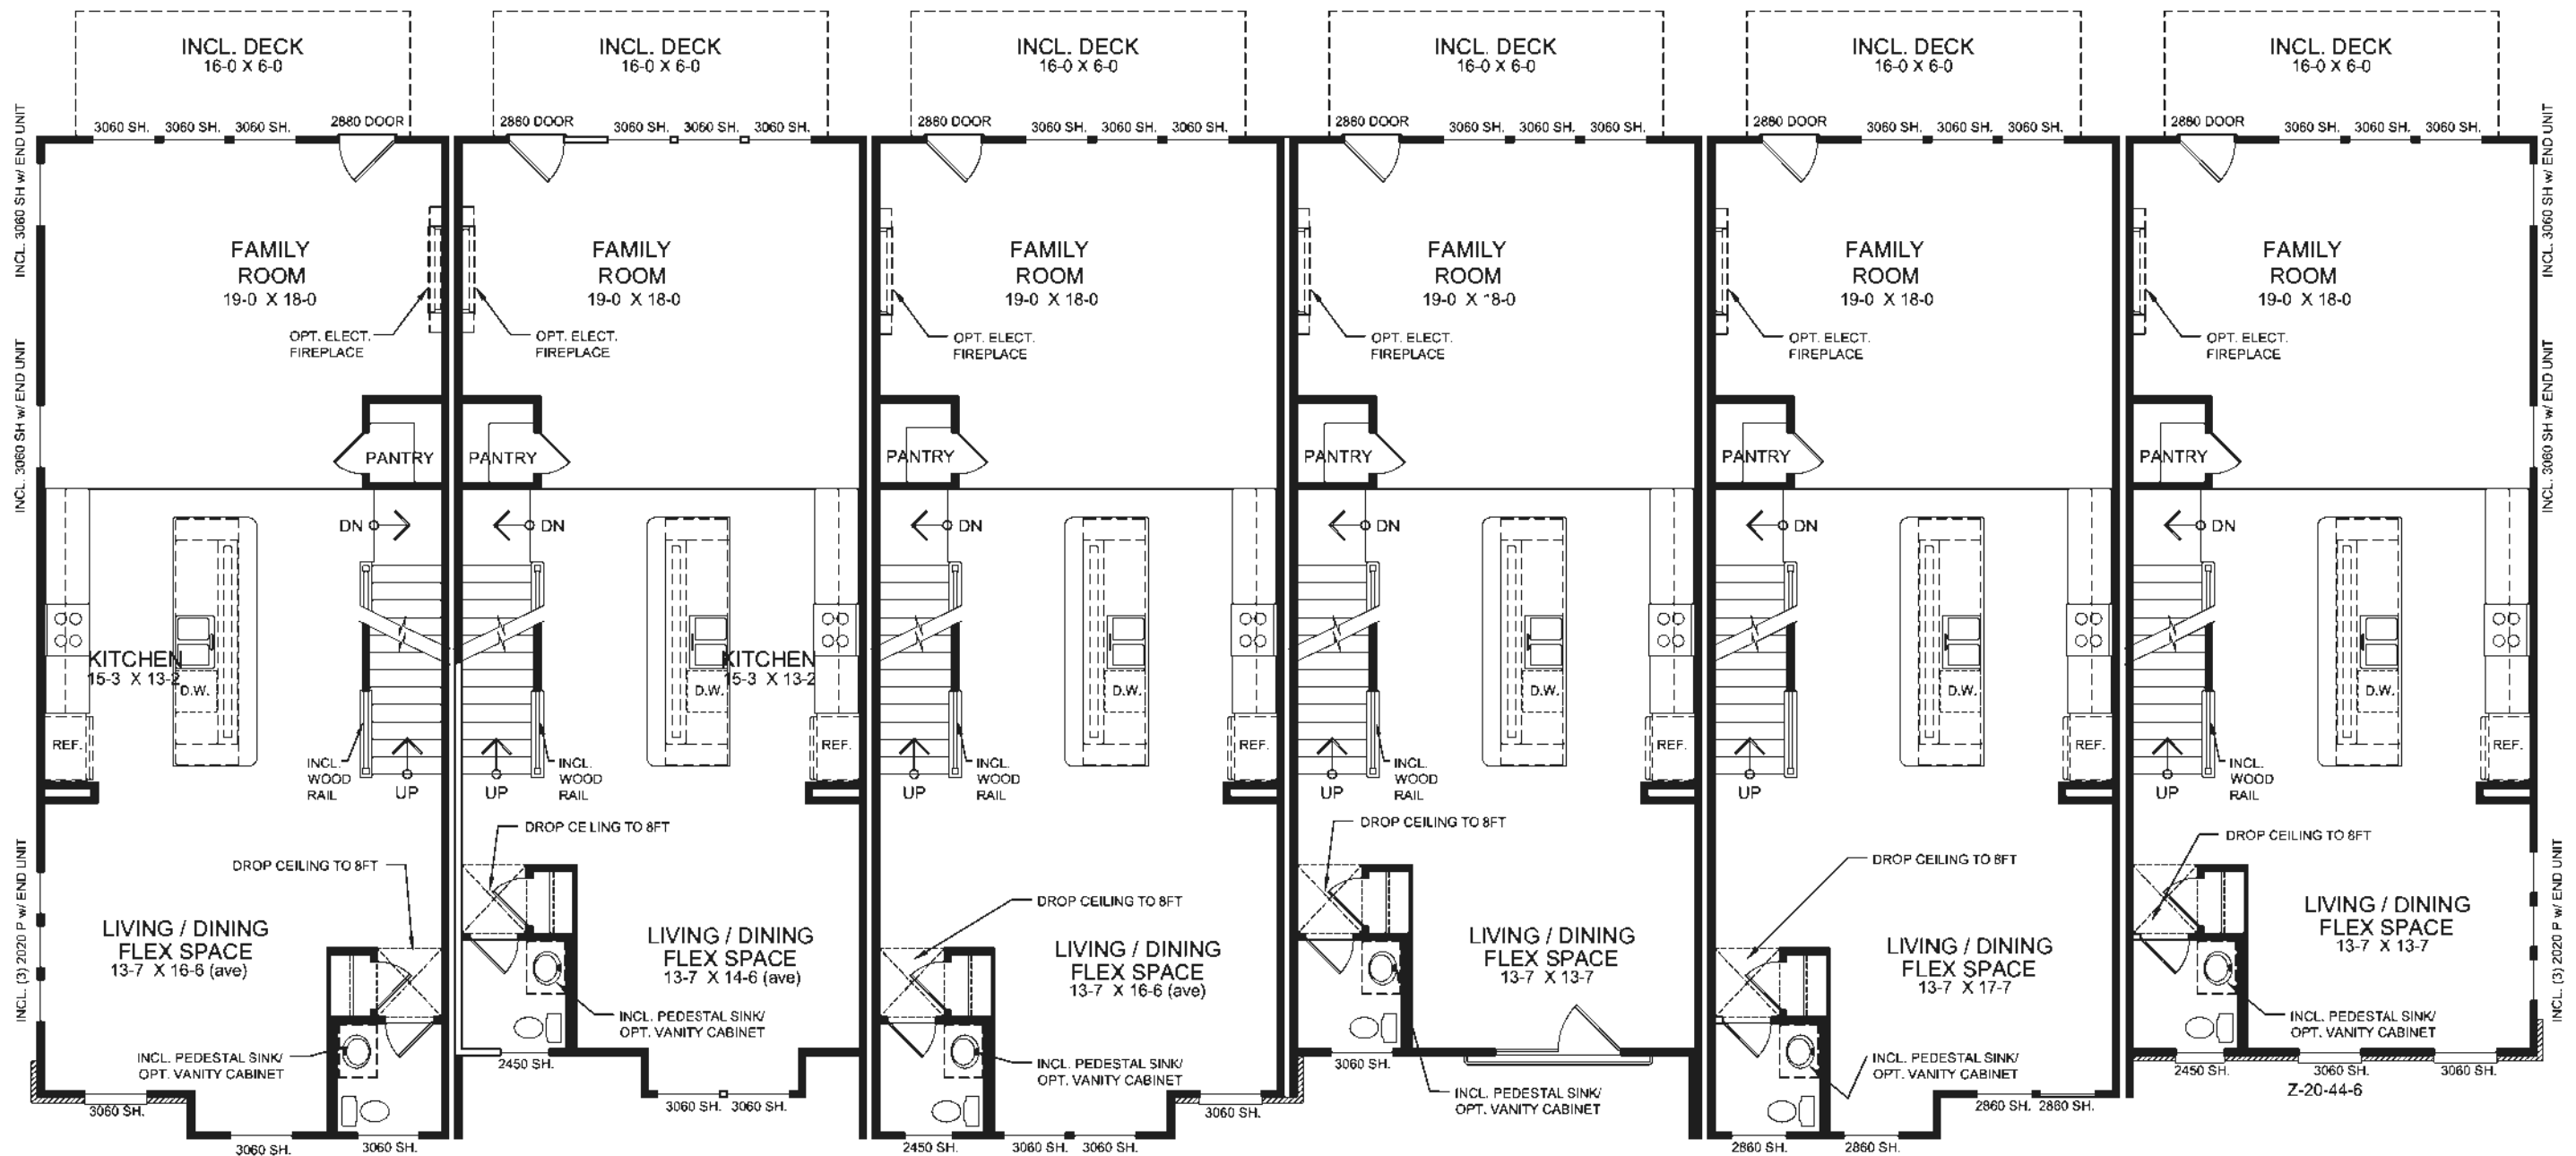 INCL. DECK
16-0 X 6-0
INCL. DECK
16-0 X 6-0
INCL. DECK
16-0 X 6-0
INCL. DECK
16-0 X 6-0
INCL. DECK
16-0 X 6-0
INCL. DECK
16-0 X 6-0
3060 SH. 3060 SH. 3060 SH.
2880 DOOR
2880 DOOR
3060 SH. 3060 SH. 3060 SH.
2880 DOOR
3060 SH. 3060 SH. 3060 SH.
2880 DOOR
3060 SH. 3060 SH. 3060 SH.
2880 DOOR
3060 SH. 3060 SH. 3060 SH.
2880 DOOR
3060 SH. 3060 SH. 3060 SH.
INCL. 3060 SH w/ END UNIT
INCL. 3060 SH w/ END UNIT
INCL. (3) 2020 P w/ END UNIT
FAMILY
ROOM
19-0 X 18-0
OPT. ELECT.
FIREPLACE
FAMILY
ROOM
19-0 X 18-0
OPT. ELECT.
FIREPLACE
FAMILY
ROOM
19-0 X 18-0
OPT. ELECT.
FIREPLACE
FAMILY
ROOM
19-0 X 18-0
OPT. ELECT.
FIREPLACE
FAMILY
ROOM
19-0 X 18-0
OPT. ELECT.
FIREPLACE
FAMILY
ROOM
19-0 X 18-0
OPT. ELECT.
FIREPLACE
INCL. 3060 SH w/ END UNIT
INCL. 3060 SH w/ END UNIT
INCL. (3) 2020 P w/ END UNIT
PANTRY
PANTRY
PANTRY
PANTRY
PANTRY
PANTRY
DN
DN
DN
DN
DN
DN
KITCHEN
15-3 X 13-2
D.W.
REF.
INCL.
WOOD
RAIL
UP
UP
INCL.
WOOD
RAIL
KITCHEN
15-3 X 13-2
D.W.
REF.
UP
INCL.
WOOD
RAIL
D.W.
REF.
UP
INCL.
WOOD
RAIL
D.W.
REF.
UP
D.W.
REF.
UP
INCL.
WOOD
RAIL
D.W.
REF.
DROP CEILING TO 8FT
LIVING / DINING
FLEX SPACE
13-7 X 16-6 (ave)
INCL. PEDESTAL SINK/
OPT. VANITY CABINET
3060 SH.
3060 SH.
3060 SH.
DROP CEILING TO 8FT
LIVING / DINING
FLEX SPACE
13-7 X 14-6 (ave)
INCL. PEDESTAL SINK/
OPT. VANITY CABINET
2450 SH.
3060 SH. 3060 SH.
DROP CEILING TO 8FT
LIVING / DINING
FLEX SPACE
13-7 X 16-6 (ave)
INCL. PEDESTAL SINK/
OPT. VANITY CABINET
3060 SH.
2450 SH.
3060 SH. 3060 SH.
DROP CEILING TO 8FT
LIVING / DINING
FLEX SPACE
13-7 X 13-7
3060 SH.
INCL. PEDESTAL SINK/
OPT. VANITY CABINET
DROP CEILING TO 8FT
LIVING / DINING
FLEX SPACE
13-7 X 17-7
INCL. PEDESTAL SINK/
OPT. VANITY CABINET
2860 SH. 2860 SH.
2860 SH.
2860 SH.
DROP CEILING TO 8FT
LIVING / DINING
FLEX SPACE
13-7 X 13-7
INCL. PEDESTAL SINK/
OPT. VANITY CABINET
2450 SH.
3060 SH.
3060 SH.
Z-20-44-6